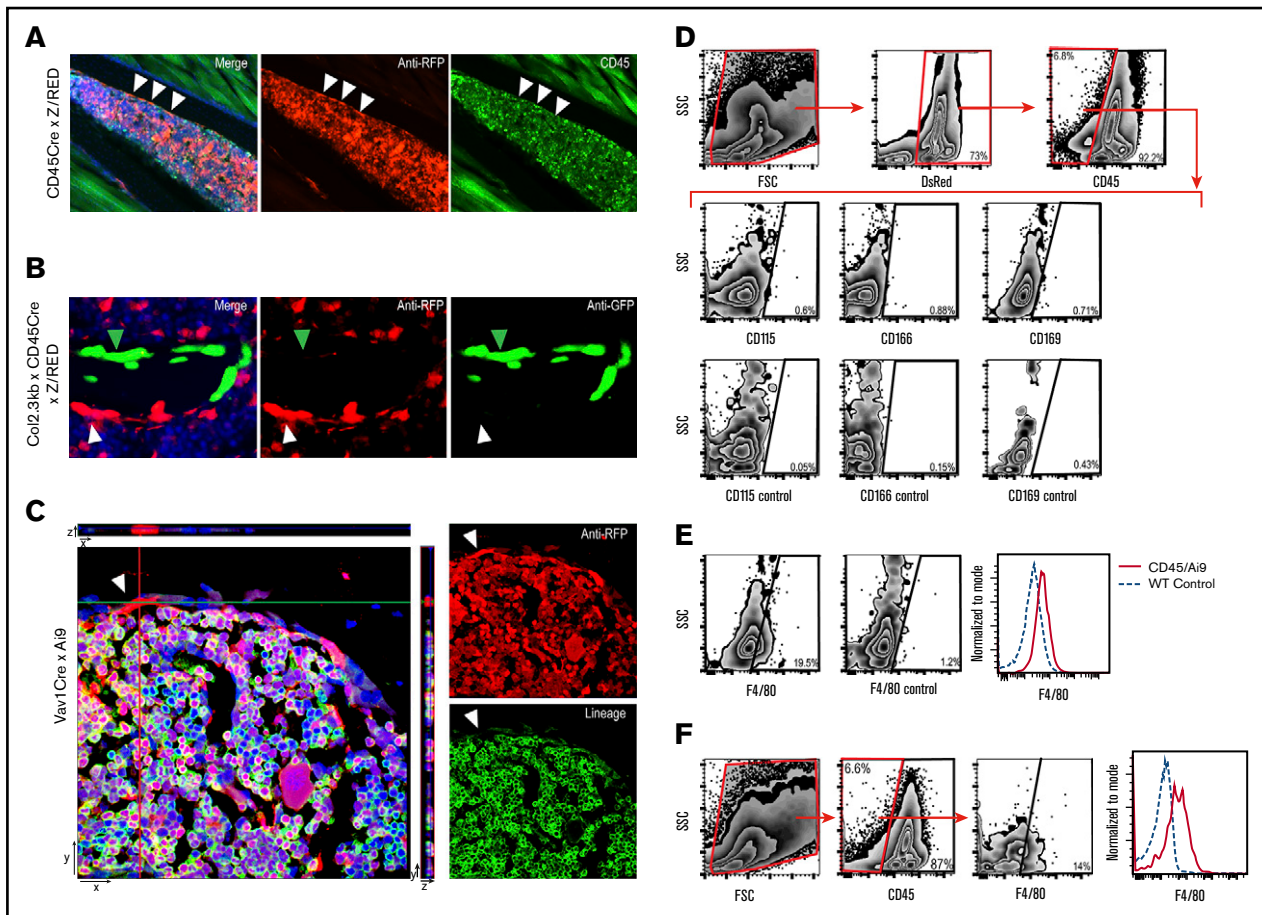 A
CD45Cre x Z/RED
Merge
Anti-RFP
CD45
B
Col2.3kb x CD45Cre
x Z/RED
Merge
Anti-RFP
Anti-GFP
C
Vav1Cre x Ai9
z
x
y
x
y
z
Anti-RFP
Lineage
D
SSC
FSC
73%
DsRed
6.8%
92.2%
CD45
SSC
0.6%
CD115
0.88%
CD166
0.71%
CD169
SSC
0.05%
CD115 control
0.15%
CD166 control
0.43%
CD169 control
E
SSC
19.5%
F4/80
1.2%
F4/80 control
Normalized to mode
F4/80
CD45/Ai9
WT Control
F
SSC
FSC
6.6%
87%
CD45
14%
F4/80
Normalized to mode
F4/80